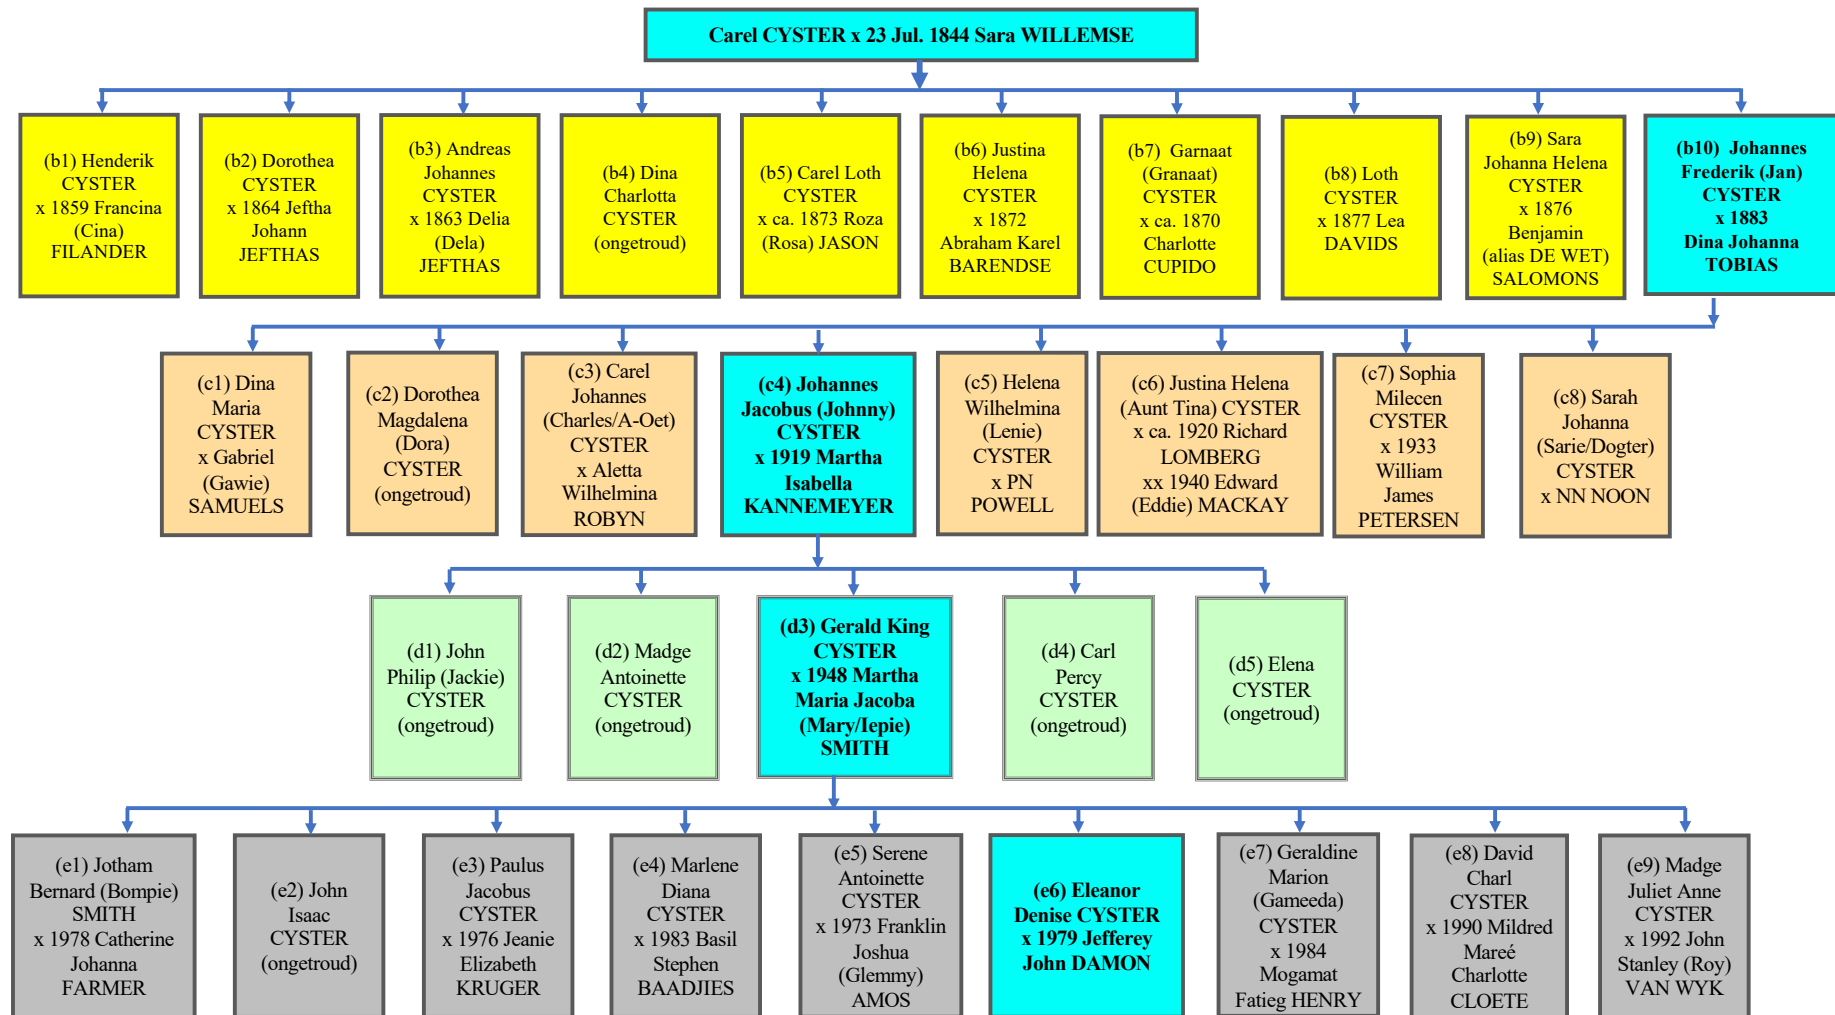 Carel CYSTER x 23 Jul. 1844 Sara WILLEMSE
(b1) Henderik
CYSTER
x 1859 Francina
(Cina)
FILANDER
(b2) Dorothea
CYSTER
x 1864 Jeftha
Johann
JEFTHAS
(b3) Andreas
Johannes
CYSTER
x 1863 Delia
(Dela)
JEFTHAS
(b4) Dina
Charlotta
CYSTER
(ongetroud)
(b5) Carel Loth
CYSTER
x ca. 1873 Roza
(Rosa) JASON
(b6) Justina
Helena
CYSTER
x 1872
Abraham Karel
BARENDSE
(b7) Garnaat
(Granaat)
CYSTER
x ca. 1870
Charlotte
CUPIDO
(b8) Loth
CYSTER
x 1877 Lea
DAVIDS
(b9) Sara
Johanna Helena
CYSTER
x 1876
Benjamin
(alias DE WET)
SALOMONS
(b10) Johannes
Frederik (Jan)
CYSTER
x 1883
Dina Johanna
TOBIAS
(c1) Dina
Maria
CYSTER
x Gabriel
(Gawie)
SAMUELS
(c2) Dorothea
Magdalena
(Dora)
CYSTER
(ongetroud)
(c3) Carel
Johannes
(Charles/A-Oet)
CYSTER
x Aletta
Wilhelmina
ROBYN
(c4) Johannes
Jacobus (Johnny)
CYSTER
x 1919 Martha
Isabella
KANNEMEYER
(c5) Helena
Wilhelmina
(Lenie)
CYSTER
x PN
POWELL
(c6) Justina Helena
(Aunt Tina) CYSTER
x ca. 1920 Richard
LOMBERG
xx 1940 Edward
(Eddie) MACKAY
(c7) Sophia
Milecen
CYSTER
x 1933
William
James
PETERSEN
(c8) Sarah
Johanna
(Sarie/Dogter)
CYSTER
x NN NOON
(d1) John
Philip (Jackie)
CYSTER
(ongetroud)
(d2) Madge
Antoinette
CYSTER
(ongetroud)
(d3) Gerald King
CYSTER
x 1948 Martha
Maria Jacoba
(Mary/Iepie)
SMITH
(d4) Carl
Percy
CYSTER
(ongetroud)
(d5) Elena
CYSTER
(ongetroud)
(e1) Jotham
Bernard (Bompie)
SMITH
x 1978 Catherine
Johanna
FARMER
(e2) John
Isaac
CYSTER
(ongetroud)
(e3) Paulus
Jacobus
CYSTER
x 1976 Jeanie
Elizabeth
KRUGER
(e4) Marlene
Diana
CYSTER
x 1983 Basil
Stephen
BAADJIES
(e5) Serene
Antoinette
CYSTER
x 1973 Franklin
Joshua
(Glemmy)
AMOS
(e6) Eleanor
Denise CYSTER
x 1979 Jefferey
John DAMON
(e7) Geraldine
Marion
(Gameeda)
CYSTER
x 1984
Mogamat
Fatieg HENRY
(e8) David
Charl
CYSTER
x 1990 Mildred
Mareé
Charlotte
CLOETE
(e9) Madge
Juliet Anne
CYSTER
x 1992 John
Stanley (Roy)
VAN WYK